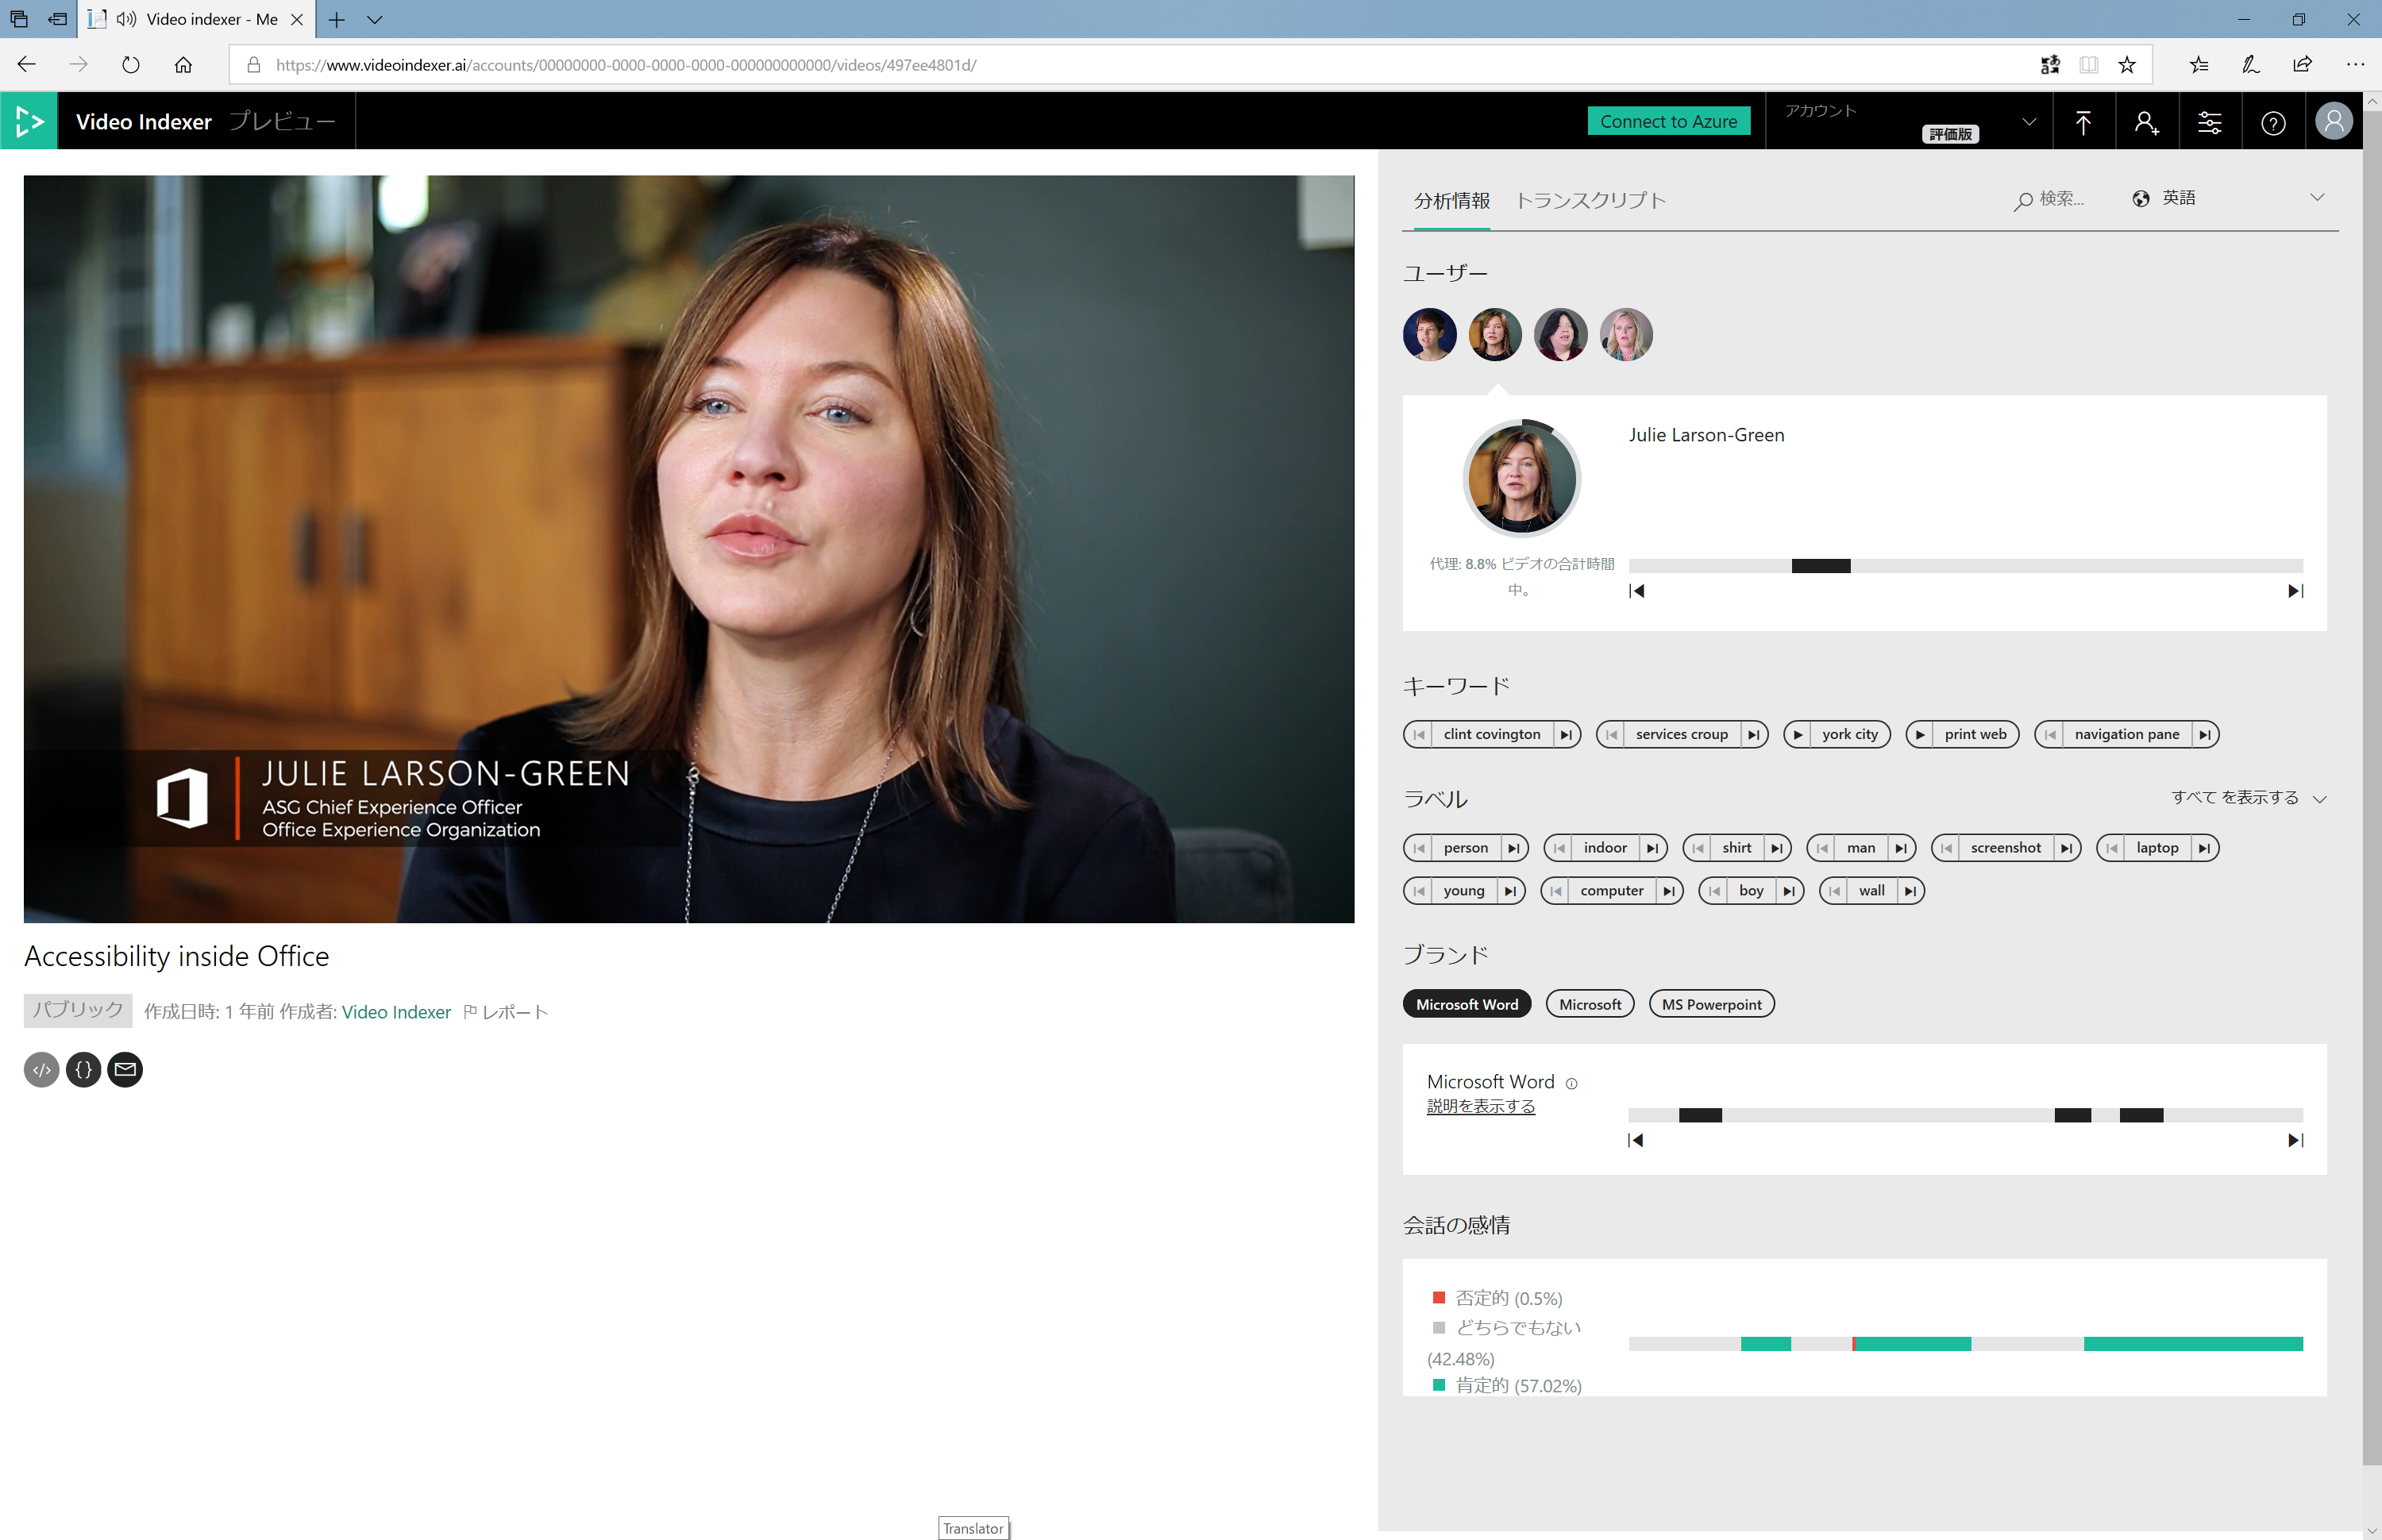 Video indexer - Me
https://www.videoindexer.ai/accounts/00000000-0000-0000-0000-000000000000/videos/497ee4801d/
Video Indexer プレビュー
Connect to Azure
アカウント
評価版
JULIE LARSON-GREEN
ASG Chief Experience Officer
Office Experience Organization
Accessibility inside Office
パブリック 作成日時: 1 年前 作成者: Video Indexer レポート
分析情報 トランスクリプト 検索... 英語
ユーザー
Julie Larson-Green
代理: 8.8% ビデオの合計時間
中。
キーワード
clint covington services croup york city print web navigation pane
ラベル すべて を表示する
person indoor shirt man screenshot laptop
young computer boy wall
ブランド
Microsoft Word Microsoft MS Powerpoint
Microsoft Word
説明を表示する
会話の感情
否定的 (0.5%)
どちらでもない
(42.48%)
肯定的 (57.02%)
Translator